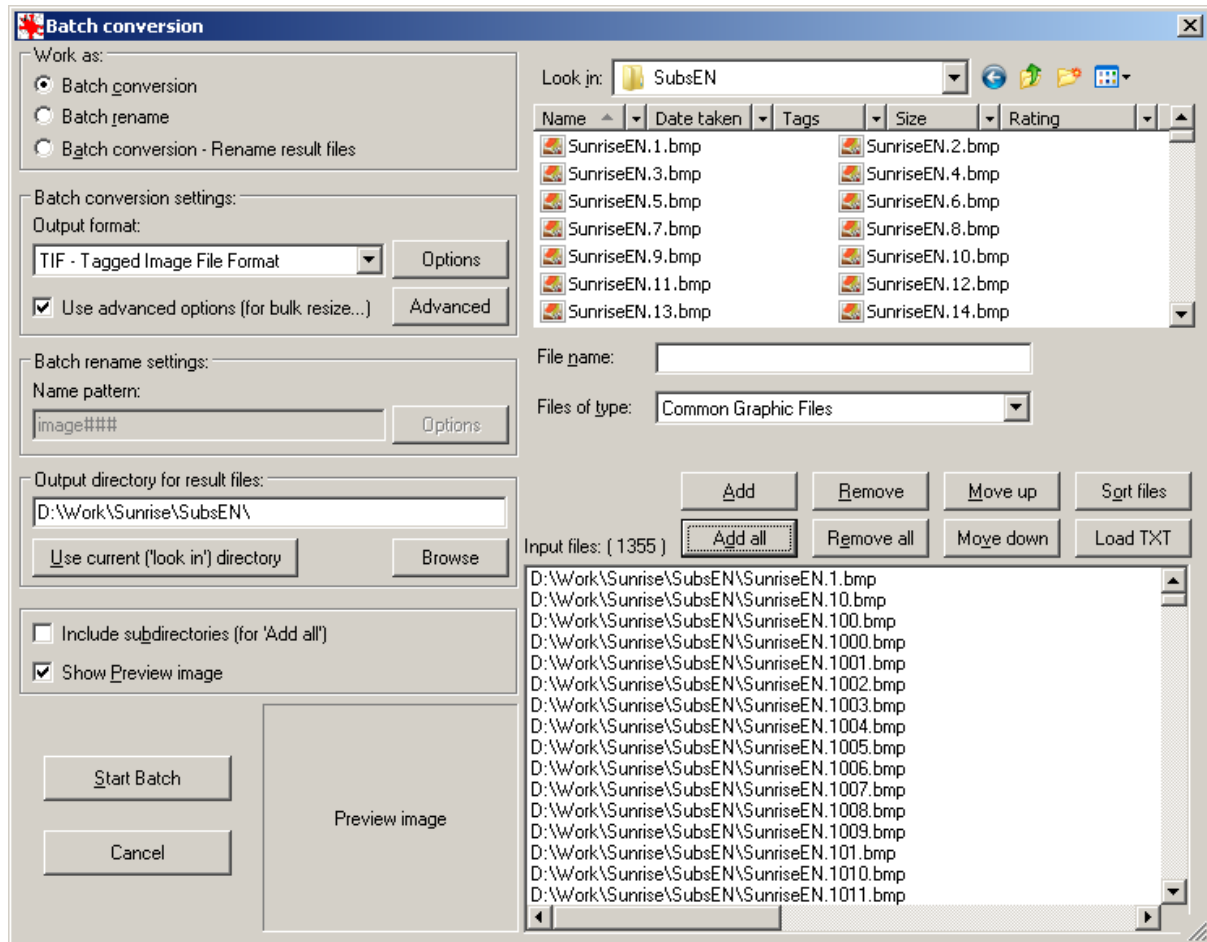 Batch conversion
Work as:
Batch conversion
Batch rename
Batch conversion - Rename result files
Batch conversion settings:
Output format:
TIF - Tagged Image File Format
Options
Use advanced options (for bulk resize...)
Advanced
Batch rename settings:
Name pattern:
image###
Options
Output directory for result files:
D:\Work\Sunrise\SubsEN\
Use current ('look in') directory
Browse
Include subdirectories (for 'Add all')
Show Preview image
Start Batch
Cancel
Preview image
Look in: SubsEN
Name Date taken Tags Size Rating
SunriseEN.1.bmp SunriseEN.2.bmp
SunriseEN.3.bmp SunriseEN.4.bmp
SunriseEN.5.bmp SunriseEN.6.bmp
SunriseEN.7.bmp SunriseEN.8.bmp
SunriseEN.9.bmp SunriseEN.10.bmp
SunriseEN.11.bmp SunriseEN.12.bmp
SunriseEN.13.bmp SunriseEN.14.bmp
File name:
Files of type: Common Graphic Files
Add Remove Move up Sort files
Input files: ( 1355 ) Add all Remove all Move down Load TXT
D:\Work\Sunrise\SubsEN\SunriseEN.1.bmp
D:\Work\Sunrise\SubsEN\SunriseEN.10.bmp
D:\Work\Sunrise\SubsEN\SunriseEN.100.bmp
D:\Work\Sunrise\SubsEN\SunriseEN.1000.bmp
D:\Work\Sunrise\SubsEN\SunriseEN.1001.bmp
D:\Work\Sunrise\SubsEN\SunriseEN.1002.bmp
D:\Work\Sunrise\SubsEN\SunriseEN.1003.bmp
D:\Work\Sunrise\SubsEN\SunriseEN.1004.bmp
D:\Work\Sunrise\SubsEN\SunriseEN.1005.bmp
D:\Work\Sunrise\SubsEN\SunriseEN.1006.bmp
D:\Work\Sunrise\SubsEN\SunriseEN.1007.bmp
D:\Work\Sunrise\SubsEN\SunriseEN.1008.bmp
D:\Work\Sunrise\SubsEN\SunriseEN.1009.bmp
D:\Work\Sunrise\SubsEN\SunriseEN.101.bmp
D:\Work\Sunrise\SubsEN\SunriseEN.1010.bmp
D:\Work\Sunrise\SubsEN\SunriseEN.1011.bmp